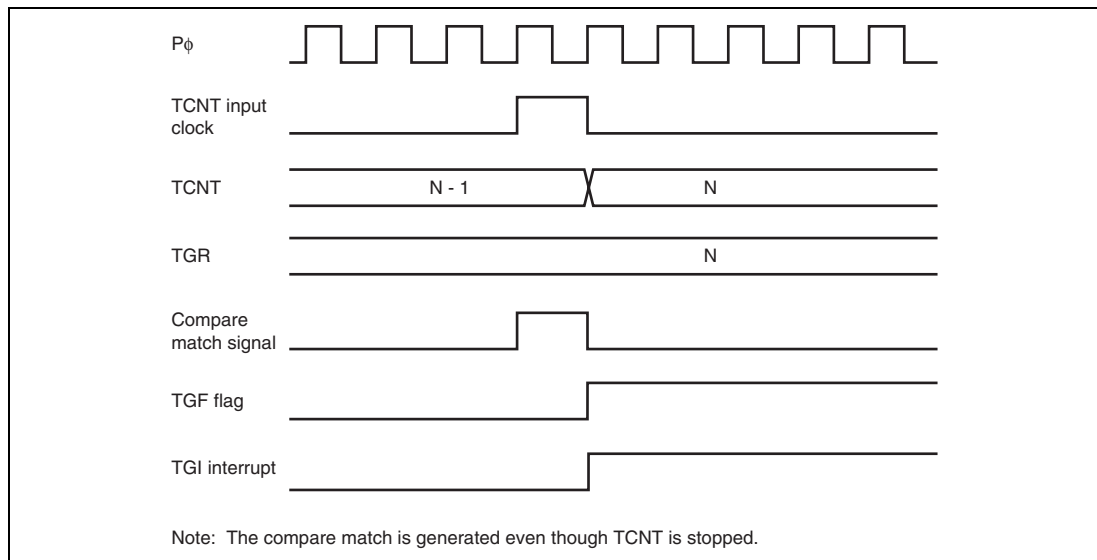 Pϕ
TCNT input
clock
TCNT
N - 1
N
TGR
N
Compare
match signal
TGF flag
TGI interrupt
Note: The compare match is generated even though TCNT is stopped.